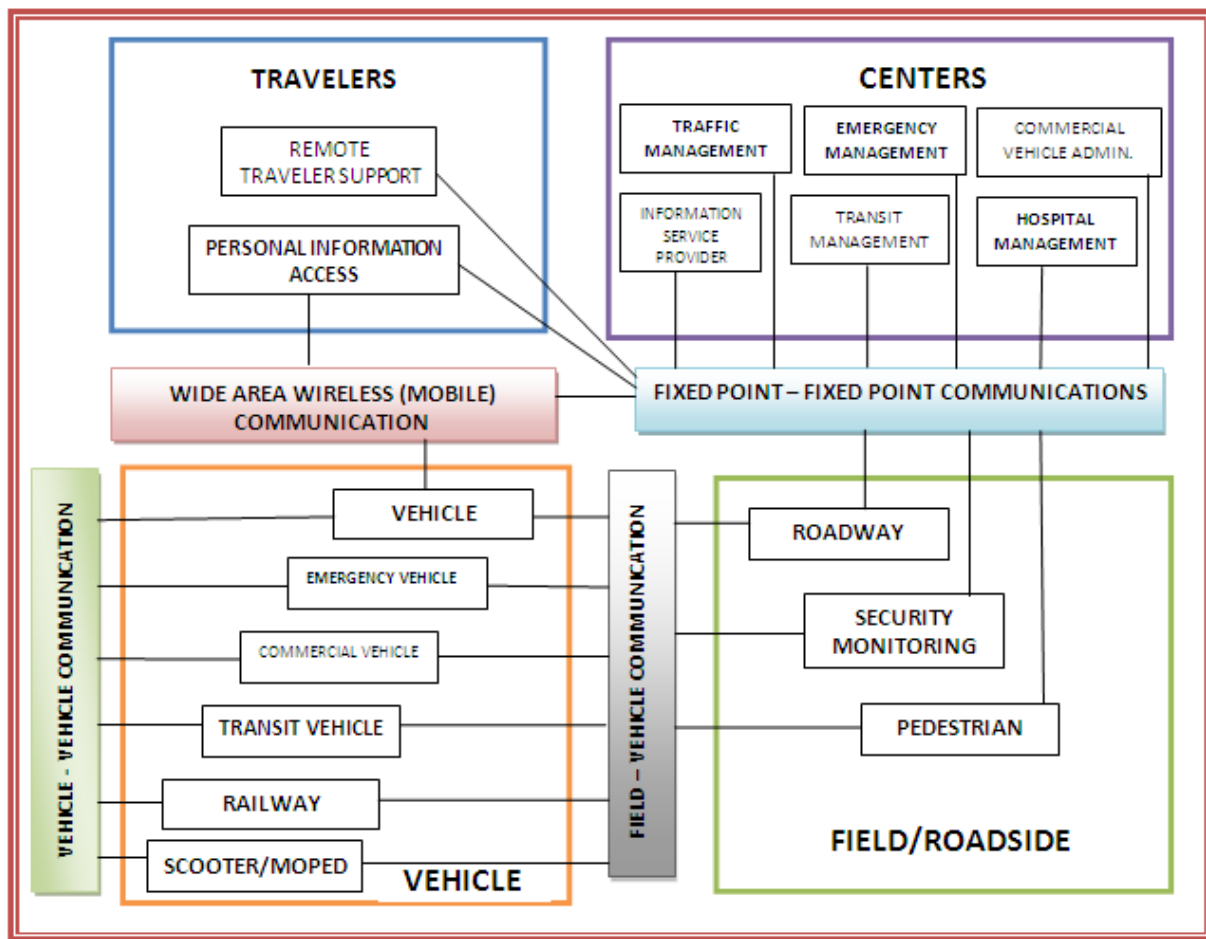 TRAVELERS
REMOTE
TRAVELER SUPPORT
PERSONAL INFORMATION
ACCESS
CENTERS
TRAFFIC
MANAGEMENT
EMERGENCY
MANAGEMENT
COMMERCIAL
VEHICLE ADMIN.
INFORMATION
SERVICE
PROVIDER
TRANSIT
MANAGEMENT
HOSPITAL
MANAGEMENT
WIDE AREA WIRELESS (MOBILE)
COMMUNICATION
FIXED POINT – FIXED POINT COMMUNICATIONS
VEHICLE - VEHICLE COMMUNICATION
VEHICLE
EMERGENCY VEHICLE
COMMERCIAL VEHICLE
TRANSIT VEHICLE
RAILWAY
SCOOTER/MOPED
VEHICLE
FIELD – VEHICLE COMMUNICATION
ROADWAY
SECURITY
MONITORING
PEDESTRIAN
FIELD/ROADSIDE